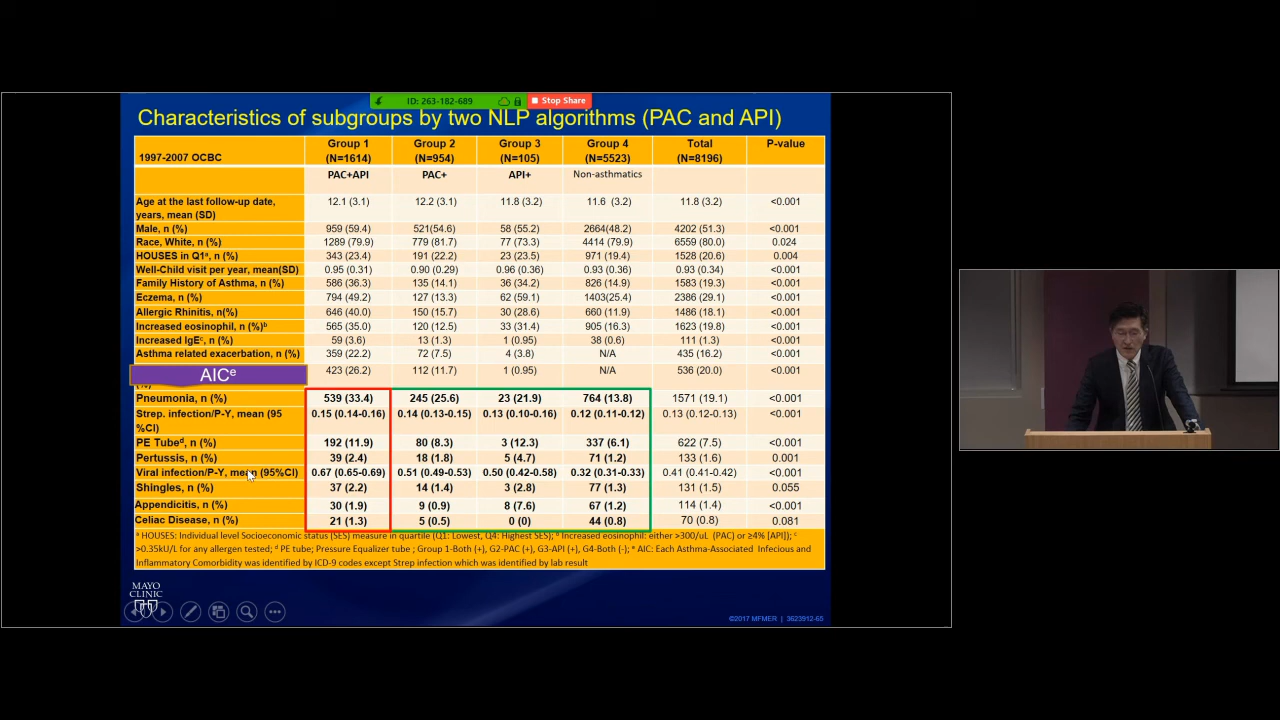 ID: 263-182-689 Stop Share
Characteristics of subgroups by two NLP algorithms (PAC and API)
1997-2007 OCBC Group 1 (N=1614) Group 2 (N=954) Group 3 (N=105) Group 4 (N=5523) Total (N=8196) P-value
PAC+API PAC+ API+ Non-asthmatics
Age at the last follow-up date, years, mean (SD) 12.1 (3.1) 12.2 (3.1) 11.8 (3.2) 11.6 (3.2) 11.8 (3.2) <0.001
Male, n (%) 959 (59.4) 521(54.6) 58 (55.2) 2664(48.2) 4202 (51.3) <0.001
Race, White, n (%) 1289 (79.9) 779 (81.7) 77 (73.3) 4414 (79.9) 6559 (80.0) 0.024
HOUSES in Q1ᵃ, n (%) 343 (23.4) 191 (22.2) 23 (23.5) 971 (19.4) 1528 (20.6) 0.004
Well-Child visit per year, mean(SD) 0.95 (0.31) 0.90 (0.29) 0.96 (0.36) 0.93 (0.36) 0.93 (0.34) <0.001
Family History of Asthma, n (%) 586 (36.3) 135 (14.1) 36 (34.2) 826 (14.9) 1583 (19.3) <0.001
Eczema, n (%) 794 (49.2) 127 (13.3) 62 (59.1) 1403(25.4) 2386 (29.1) <0.001
Allergic Rhinitis, n(%) 646 (40.0) 150 (15.7) 30 (28.6) 660 (11.9) 1486 (18.1) <0.001
Increased eosinophil, n (%)ᵇ 565 (35.0) 120 (12.5) 33 (31.4) 905 (16.3) 1623 (19.8) <0.001
Increased IgEᶜ, n (%) 59 (3.6) 13 (1.3) 1 (0.95) 38 (0.6) 111 (1.3) <0.001
Asthma related exacerbation, n (%) 359 (22.2) 72 (7.5) 4 (3.8) N/A 435 (16.2) <0.001
AICᵉ 423 (26.2) 112 (11.7) 1 (0.95) N/A 536 (20.0) <0.001
Pneumonia, n (%) 539 (33.4) 245 (25.6) 23 (21.9) 764 (13.8) 1571 (19.1) <0.001
Strep. infection/P-Y, mean (95 %CI) 0.15 (0.14-0.16) 0.14 (0.13-0.15) 0.13 (0.10-0.16) 0.12 (0.11-0.12) 0.13 (0.12-0.13) <0.001
PE Tubeᵈ, n (%) 192 (11.9) 80 (8.3) 3 (12.3) 337 (6.1) 622 (7.5) <0.001
Pertussis, n (%) 39 (2.4) 18 (1.8) 5 (4.7) 71 (1.2) 133 (1.6) 0.001
Viral infection/P-Y, mean (95%CI) 0.67 (0.65-0.69) 0.51 (0.49-0.53) 0.50 (0.42-0.58) 0.32 (0.31-0.33) 0.41 (0.41-0.42) <0.001
Shingles, n (%) 37 (2.2) 14 (1.4) 3 (2.8) 77 (1.3) 131 (1.5) 0.055
Appendicitis, n (%) 30 (1.9) 9 (0.9) 8 (7.6) 67 (1.2) 114 (1.4) <0.001
Celiac Disease, n (%) 21 (1.3) 5 (0.5) 0 (0) 44 (0.8) 70 (0.8) 0.081
ᵃ HOUSES: Individual level Socioeconomic status (SES) measure in quartile (Q1: Lowest, Q4: Highest SES); ᵇ Increased eosinophil: either >300/uL (PAC) or ≥4% [API]); ᶜ
>0.35kU/L for any allergen tested; ᵈ PE tube; Pressure Equalizer tube ; Group 1-Both (+), G2-PAC (+), G3-API (+), G4-Both (-); ᵉ AIC: Each Asthma-Associated Infecious and
Inflammatory Comorbidity was identified by ICD-9 codes except Strep infection which was identified by lab result
MAYO
CLINIC
©2017 MFMER | 3623912-65